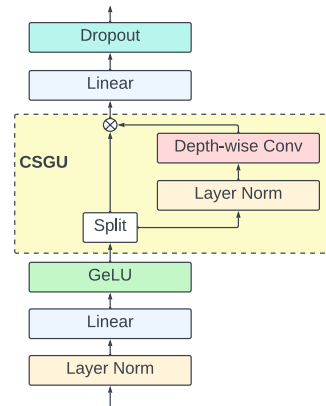 Dropout
Linear
CSGU
Depth-wise Conv
Layer Norm
Split
GeLU
Linear
Layer Norm